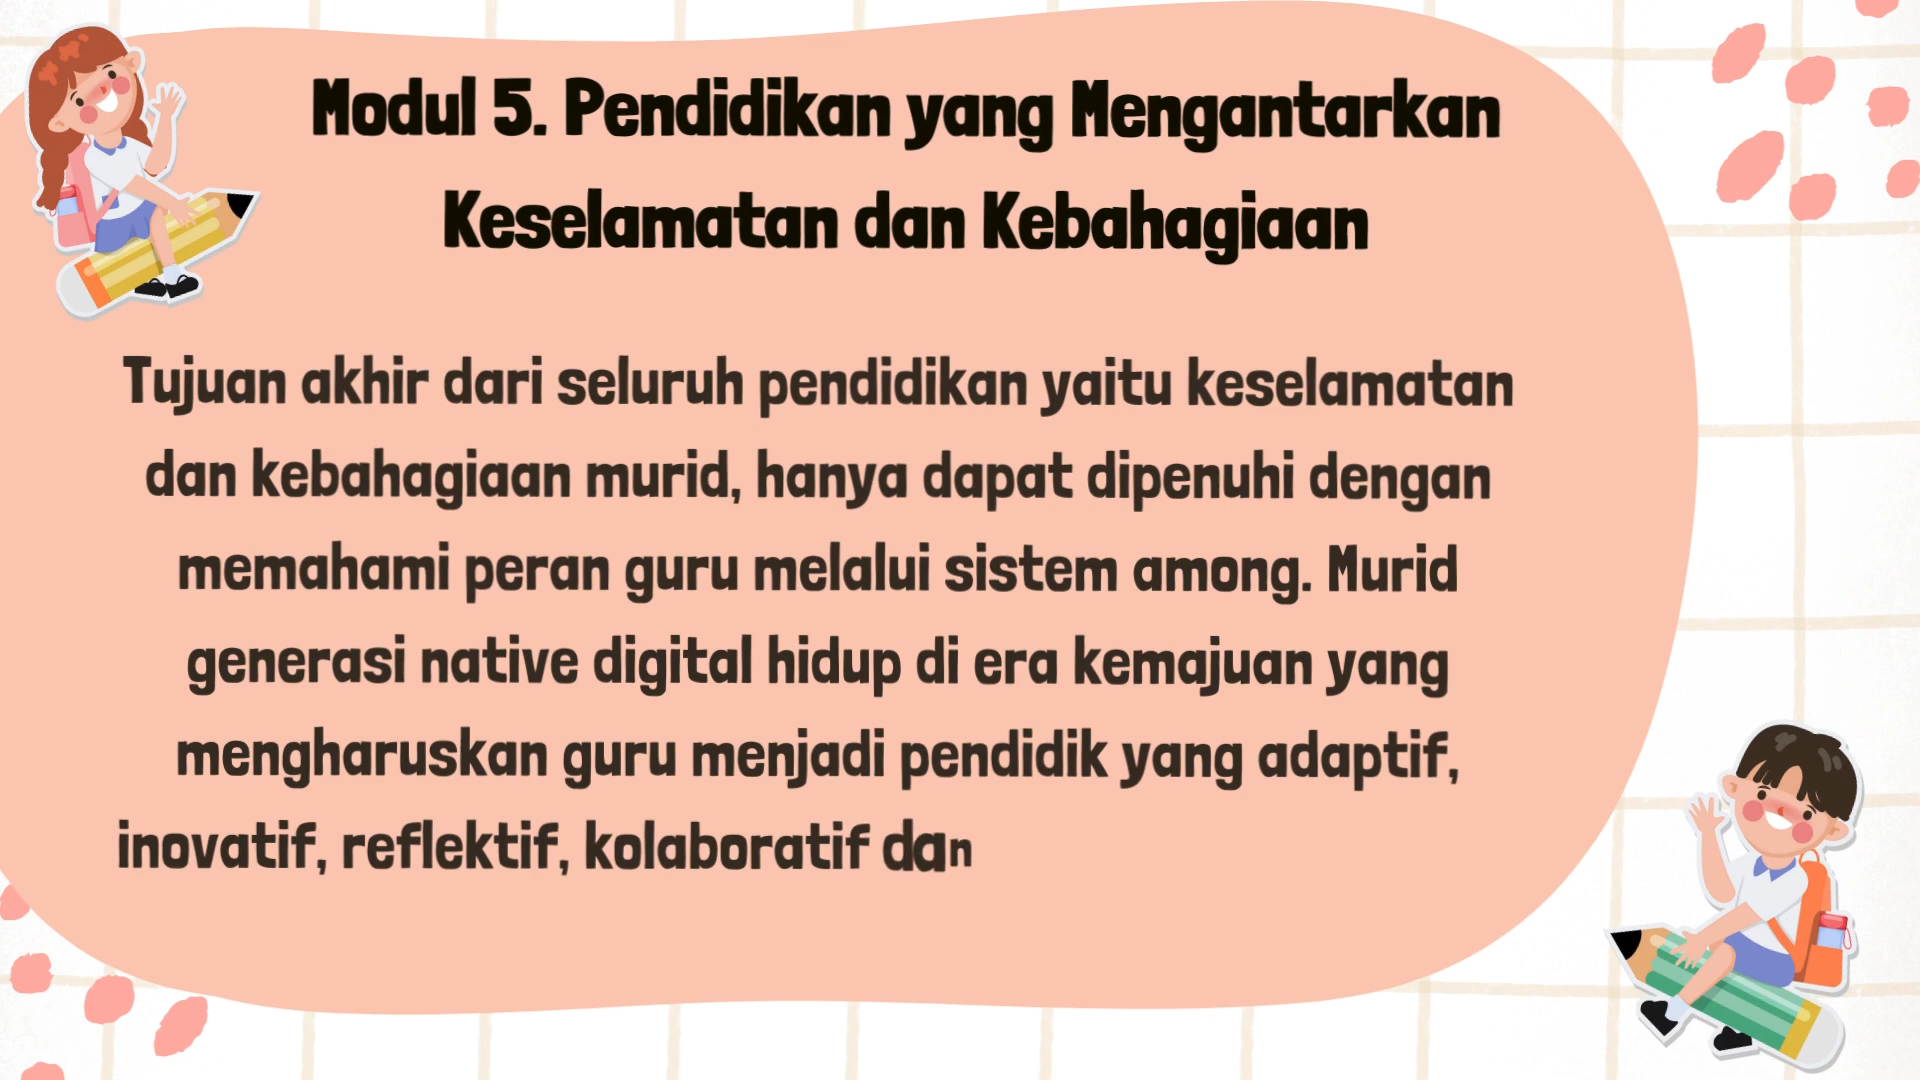 Modul 5. Pendidikan yang Mengantarkan
Keselamatan dan Kebahagiaan
Tujuan akhir dari seluruh pendidikan yaitu keselamatan
dan kebahagiaan murid, hanya dapat dipenuhi dengan
memahami peran guru melalui sistem among. Murid
generasi native digital hidup di era kemajuan yang
mengharuskan guru menjadi pendidik yang adaptif,
inovatif, reflektif, kolaboratif dan